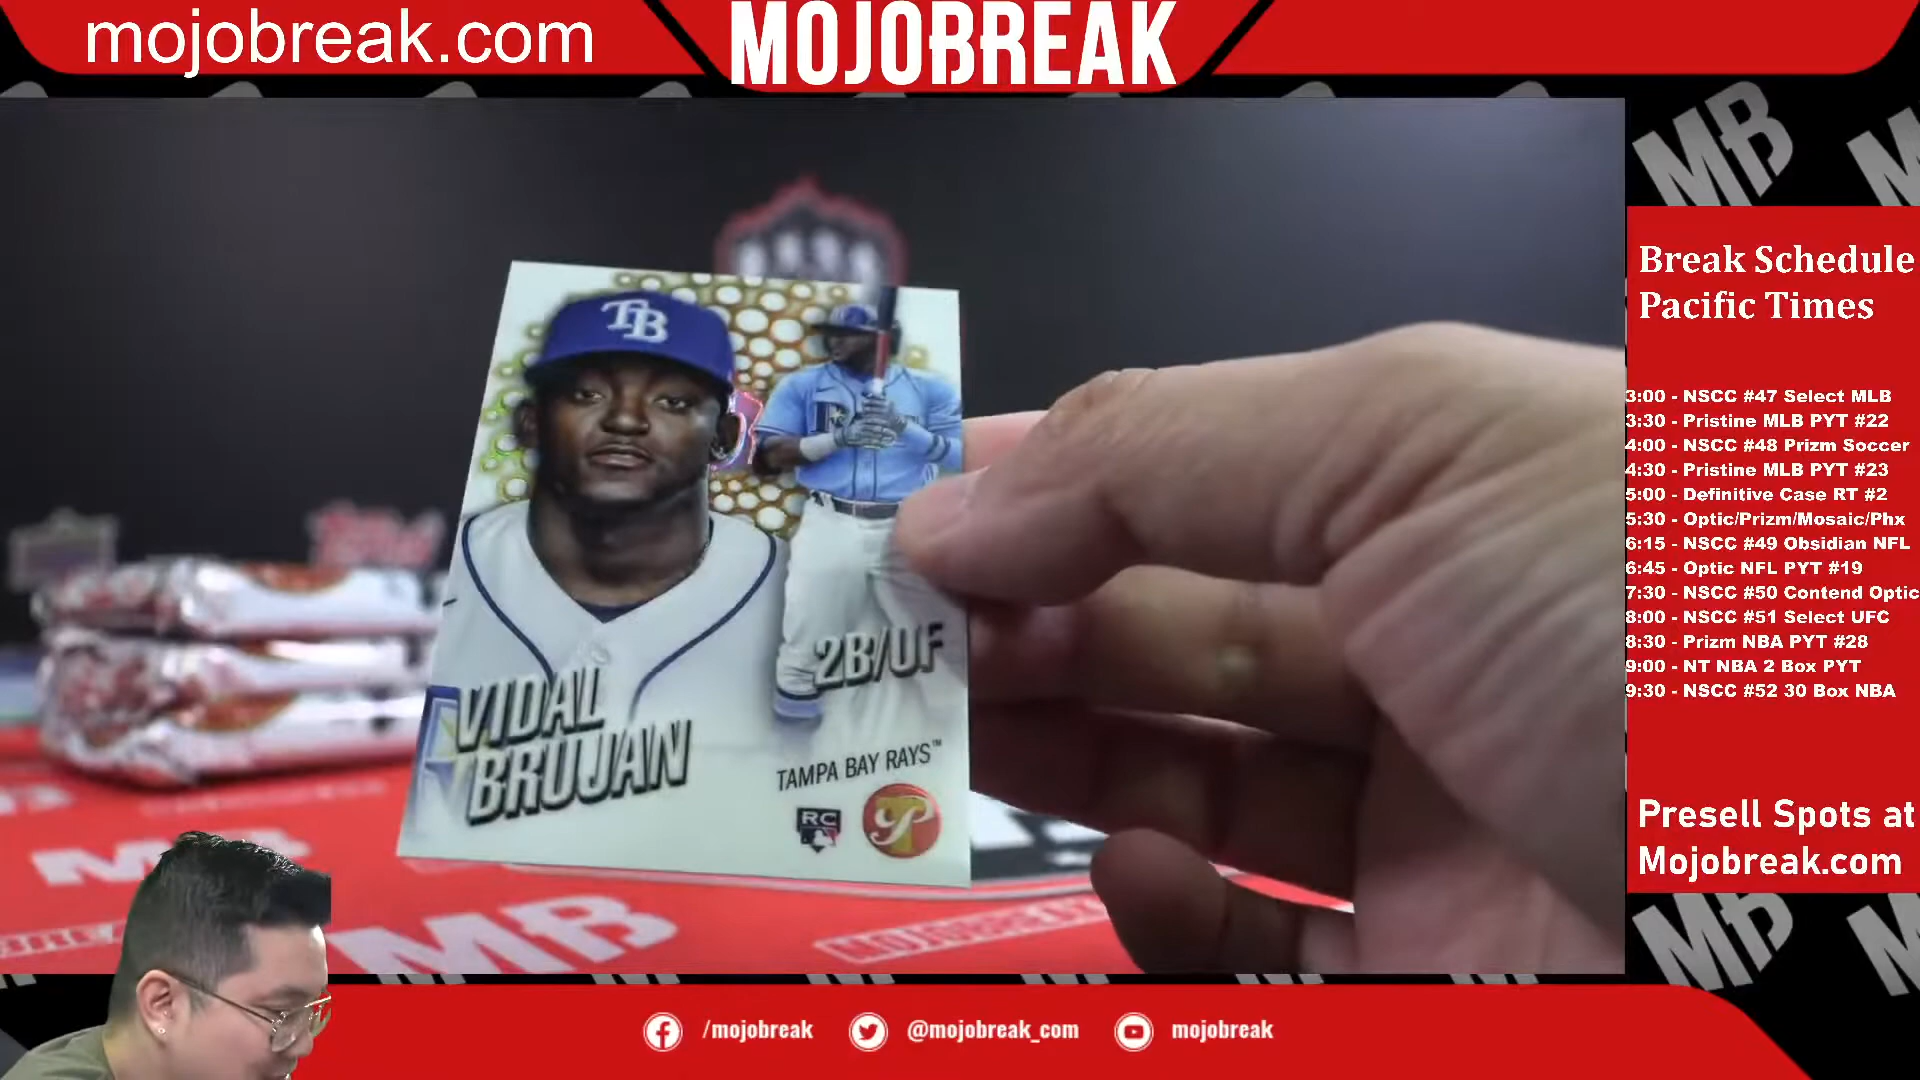 mojobreak.com
MOJOBREAK
MB
Break Schedule
Pacific Times
3:00 - NSCC #47 Select MLB
3:30 - Pristine MLB PYT #22
4:00 - NSCC #48 Prizm Soccer
4:30 - Pristine MLB PYT #23
5:00 - Definitive Case RT #2
5:30 - Optic/Prizm/Mosaic/Phx
6:15 - NSCC #49 Obsidian NFL
6:45 - Optic NFL PYT #19
7:30 - NSCC #50 Contend Optic
8:00 - NSCC #51 Select UFC
8:30 - Prizm NBA PYT #28
9:00 - NT NBA 2 Box PYT
9:30 - NSCC #52 30 Box NBA
Presell Spots at
Mojobreak.com
MB
TB
2B/OF
VIDAL
BRUJAN
TAMPA BAY RAYS™
RC
P
MB
/mojobreak
@mojobreak_com
mojobreak